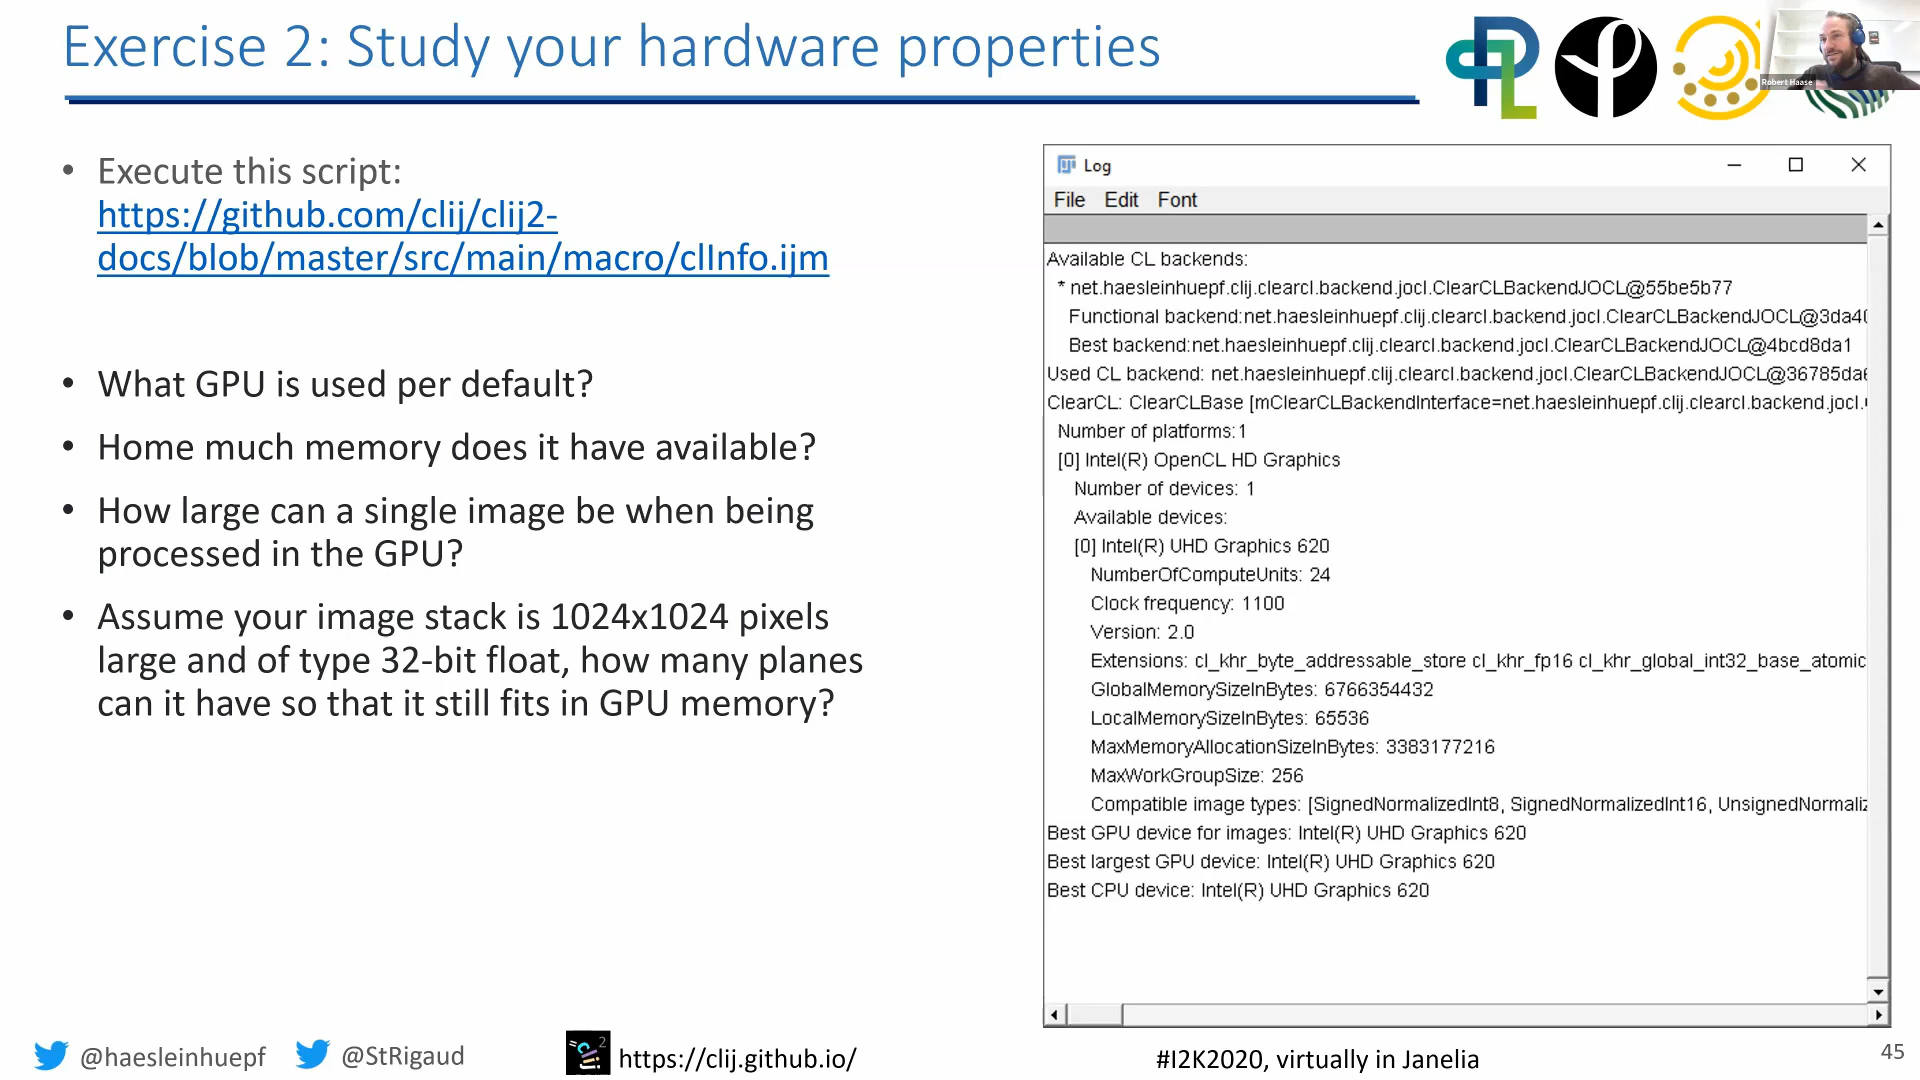 Exercise 2: Study your hardware properties
Robert Haase
• Execute this script:
https://github.com/clij/clij2-
docs/blob/master/src/main/macro/clInfo.ijm
• What GPU is used per default?
• Home much memory does it have available?
• How large can a single image be when being
processed in the GPU?
• Assume your image stack is 1024x1024 pixels
large and of type 32-bit float, how many planes
can it have so that it still fits in GPU memory?
Log
File Edit Font
Available CL backends:
* net.haesleinhuepf.clij.clearcl.backend.jocl.ClearCLBackendJOCL@55be5b77
Functional backend:net.haesleinhuepf.clij.clearcl.backend.jocl.ClearCLBackendJOCL@3da40
Best backend:net.haesleinhuepf.clij.clearcl.backend.jocl.ClearCLBackendJOCL@4bcd8da1
Used CL backend: net.haesleinhuepf.clij.clearcl.backend.jocl.ClearCLBackendJOCL@36785da6
ClearCL: ClearCLBase [mClearCLBackendInterface=net.haesleinhuepf.clij.clearcl.backend.jocl.
Number of platforms:1
[0] Intel(R) OpenCL HD Graphics
Number of devices: 1
Available devices:
[0] Intel(R) UHD Graphics 620
NumberOfComputeUnits: 24
Clock frequency: 1100
Version: 2.0
Extensions: cl_khr_byte_addressable_store cl_khr_fp16 cl_khr_global_int32_base_atomic
GlobalMemorySizeInBytes: 6766354432
LocalMemorySizeInBytes: 65536
MaxMemoryAllocationSizeInBytes: 3383177216
MaxWorkGroupSize: 256
Compatible image types: [SignedNormalizedInt8, SignedNormalizedInt16, UnsignedNormaliz
Best GPU device for images: Intel(R) UHD Graphics 620
Best largest GPU device: Intel(R) UHD Graphics 620
Best CPU device: Intel(R) UHD Graphics 620
@haesleinhuepf
@StRigaud
https://clij.github.io/
#I2K2020, virtually in Janelia
45